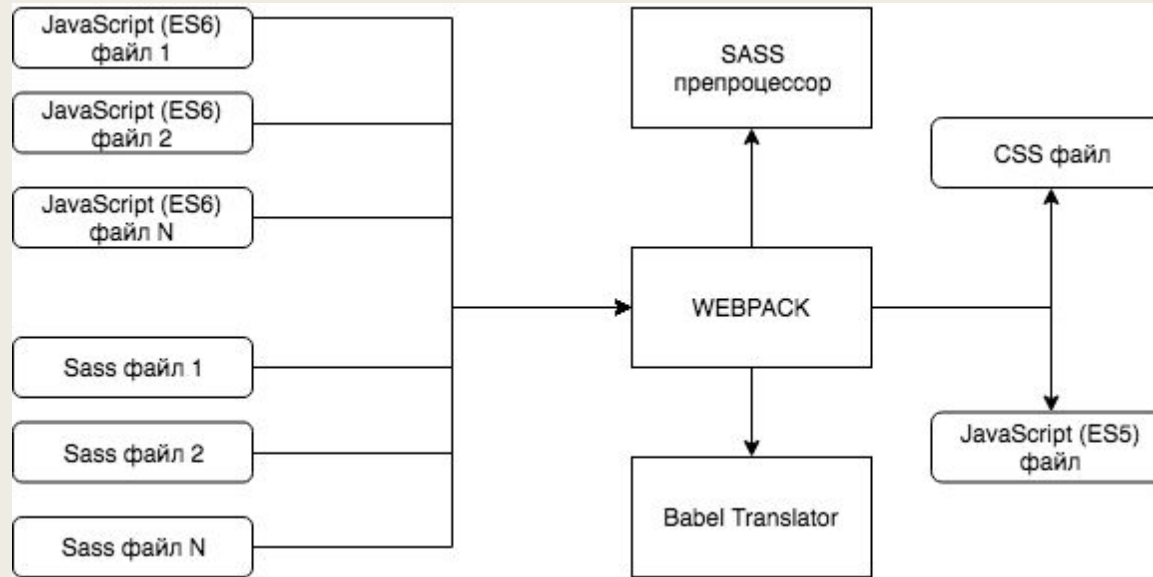 JavaScript (ES6)
файл 1
JavaScript (ES6)
файл 2
JavaScript (ES6)
файл N
Sass файл 1
Sass файл 2
Sass файл N
SASS
препроцессор
WEBPACK
Babel Translator
CSS файл
JavaScript (ES5)
файл